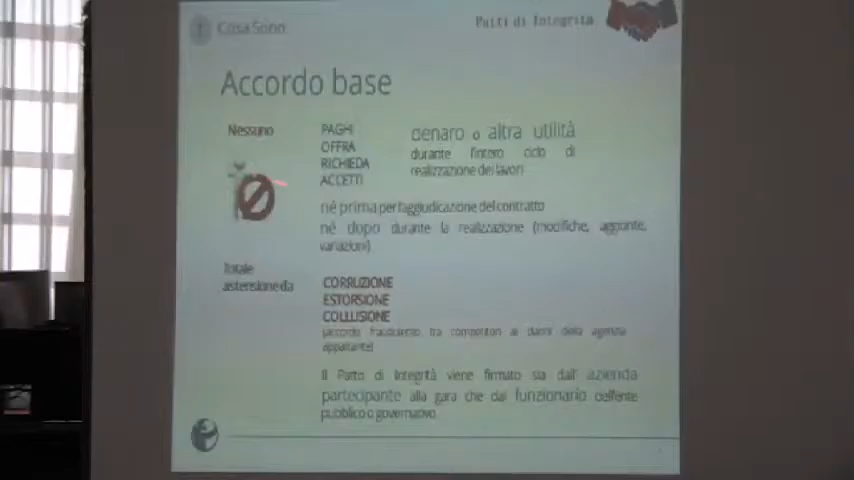 Cosa Sono
Patti di Integrità
Accordo base
Nessuno
PAGHI
OFFRA
RICHIEDA
ACCETTI
denaro o altra utilità
durante l'intero ciclo di
realizzazione dei lavori
né prima per l'aggiudicazione del contratto
né dopo durante la realizzazione (modifiche, aggiunte,
variazioni)
Totale
astensione da
CORRUZIONE
ESTORSIONE
COLLUSIONE
(accordo fraudolento tra competitori ai danni della agenzia
appaltante)
Il Patto di Integrità viene firmato sia dall' azienda
partecipante alla gara che dal funzionario dell'ente
pubblico o governativo